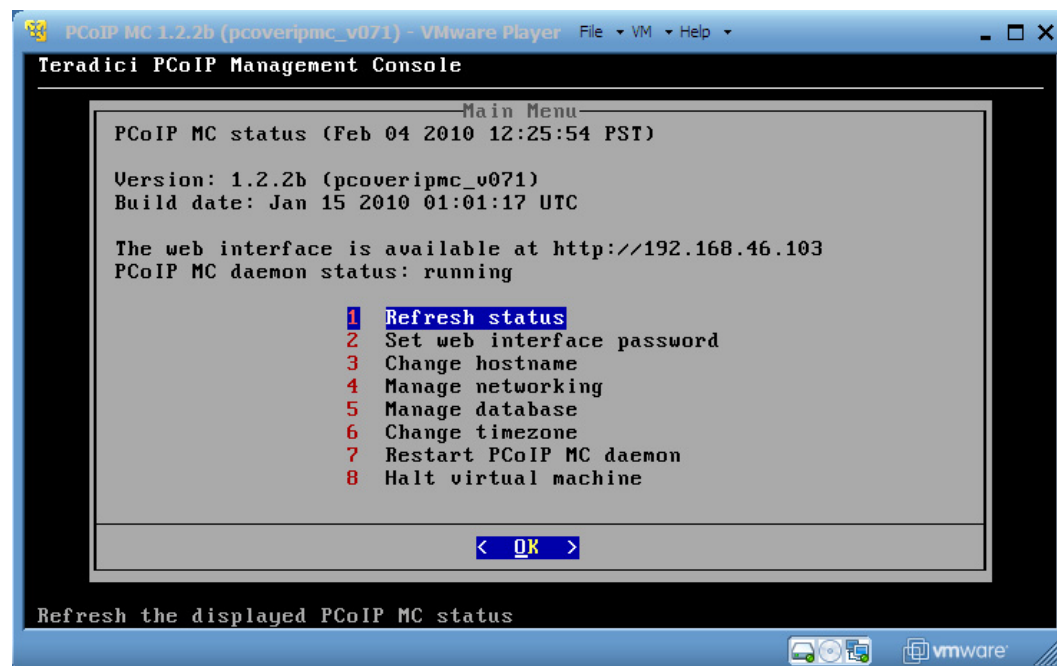 PCoIP MC 1.2.2b (pcoveripmc_v071) - VMware Player File VM Help
Teradici PCoIP Management Console
Main Menu
PCoIP MC status (Feb 04 2010 12:25:54 PST)
Version: 1.2.2b (pcoveripmc_v071)
Build date: Jan 15 2010 01:01:17 UTC
The web interface is available at http://192.168.46.103
PCoIP MC daemon status: running
1 Refresh status
2 Set web interface password
3 Change hostname
4 Manage networking
5 Manage database
6 Change timezone
7 Restart PCoIP MC daemon
8 Halt virtual machine
< OK >
Refresh the displayed PCoIP MC status
vmware